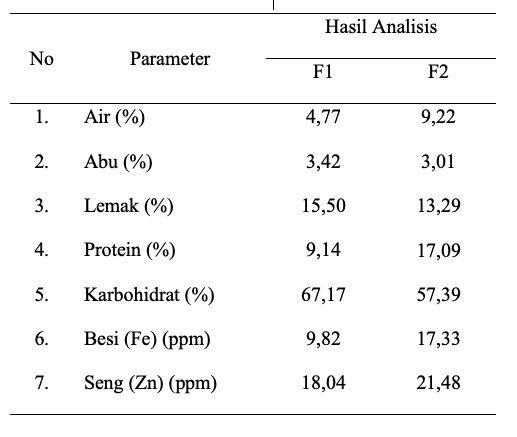 Hasil Analisis
No Parameter
F1 F2
1. Air (%) 4,77 9,22
2. Abu (%) 3,42 3,01
3. Lemak (%) 15,50 13,29
4. Protein (%) 9,14 17,09
5. Karbohidrat (%) 67,17 57,39
6. Besi (Fe) (ppm) 9,82 17,33
7. Seng (Zn) (ppm) 18,04 21,48